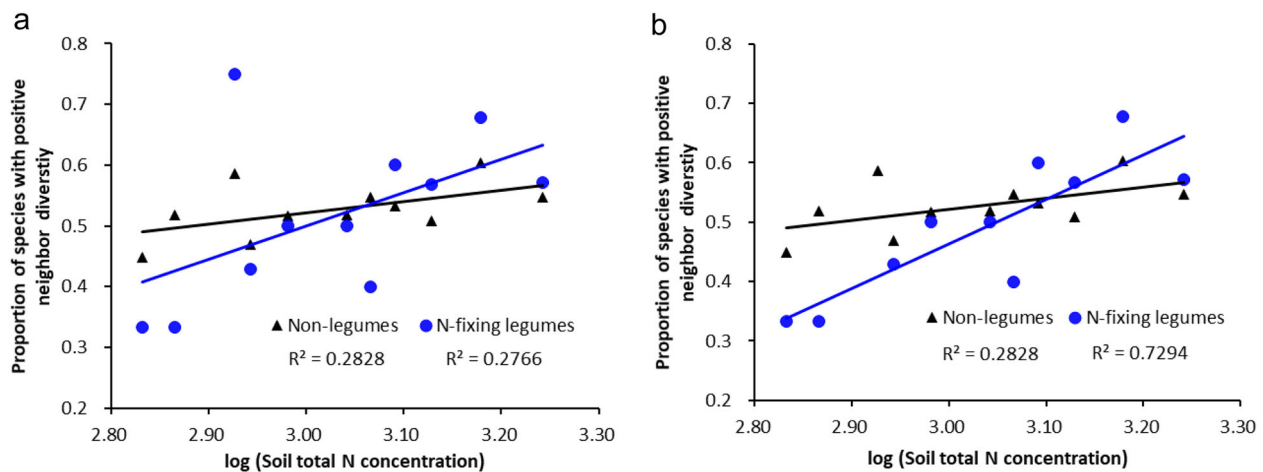 a
0.8
0.7
0.6
0.5
0.4
0.3
0.2
2.80 2.90 3.00 3.10 3.20 3.30
Proportion of species with positive
neighbor diverstiy
log (Soil total N concentration)
Non-legumes N-fixing legumes
R² = 0.2828 R² = 0.2766
b
0.8
0.7
0.6
0.5
0.4
0.3
0.2
2.80 2.90 3.00 3.10 3.20 3.30
Proportion of species with positive
neighbor diversity
log (Soil total N concentration)
Non-legumes N-fixing legumes
R² = 0.2828 R² = 0.7294